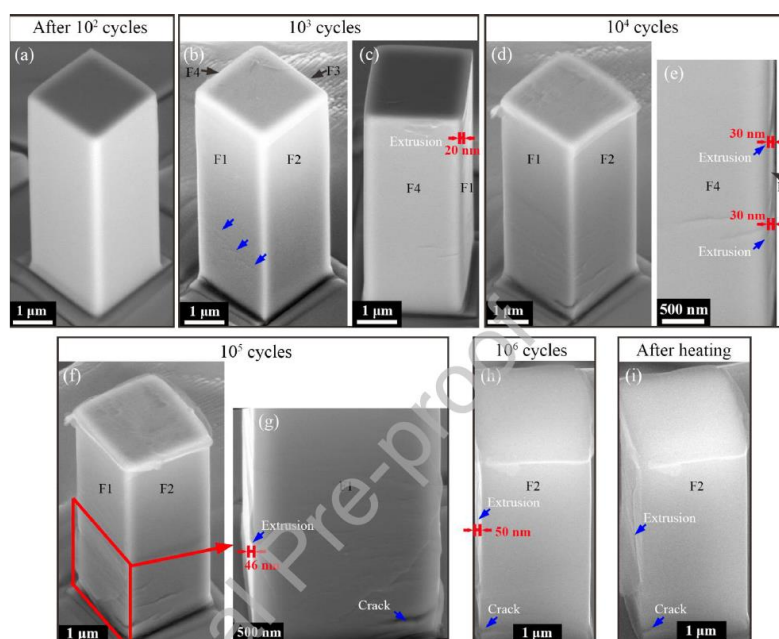 After 10² cycles
10³ cycles
10⁴ cycles
(a)
(b)
F4
F3
F1
F2
1 μm
1 μm
(c)
Extrusion
20 nm
F4
F1
1 μm
(d)
F1
F2
1 μm
(e)
30 nm
Extrusion
F4
30 nm
Extrusion
500 nm
10⁵ cycles
10⁶ cycles
After heating
(f)
F1
F2
1 μm
(g)
Extrusion
46 nm
Crack
500 nm
(h)
F2
Extrusion
50 nm
Crack
1 μm
(i)
F2
Extrusion
Crack
1 μm
al Pre-proof